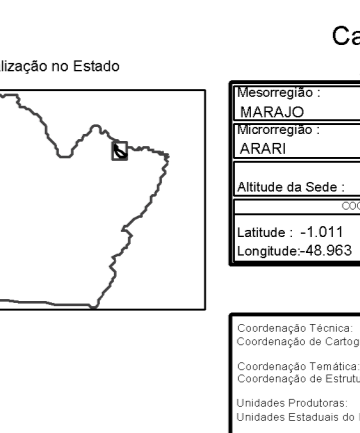 Ca
lização no Estado
Mesorregião :
MARAJO
Microrregião :
ARARI
Altitude da Sede :
COO
Latitude : -1.011
Longitude:-48.963
Coordenação Técnica:
Coordenação de Cartog
Coordenação Temática:
Coordenação de Estrutu
Unidades Produtoras:
Unidades Estaduais do